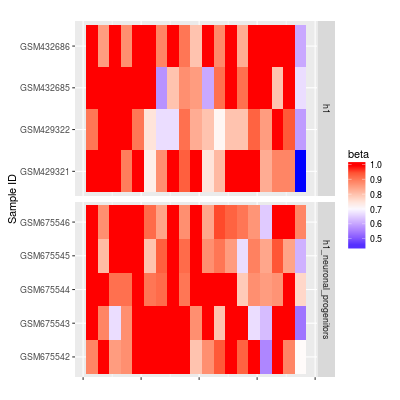 GSM432686
GSM432685
GSM429322
GSM429321
h1
GSM675546
GSM675545
GSM675544
GSM675543
GSM675542
h1_neuronal_progenitors
Sample ID
beta
1.0
0.9
0.8
0.7
0.6
0.5